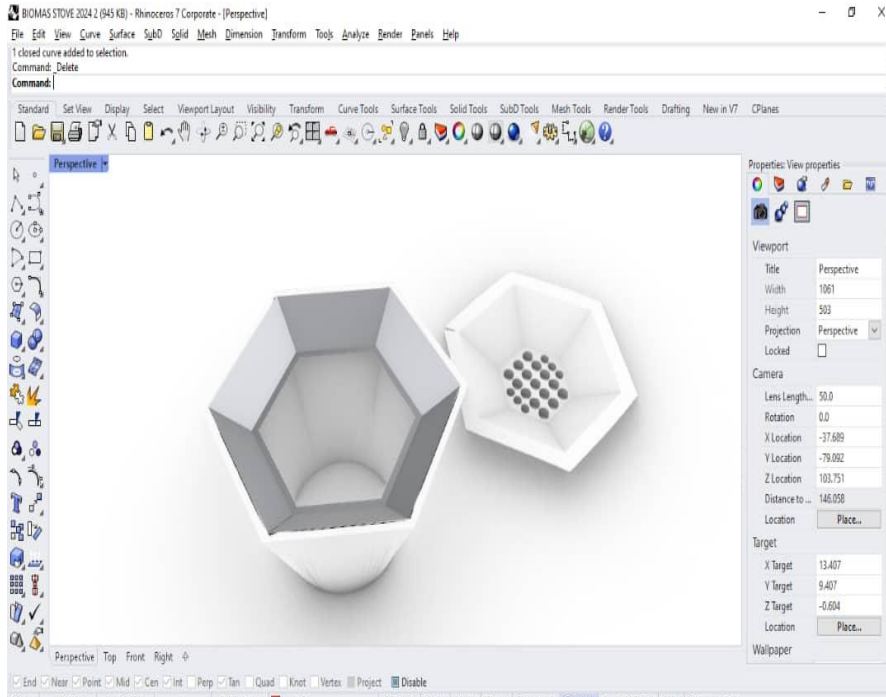 BIOMAS STOVE 2024 2 (945 KB) - Rhinoceros 7 Corporate - [Perspective]
File Edit View Curve Surface SubD Solid Mesh Dimension Transform Tools Analyze Render Panels Help
1 closed curve added to selection.
Command: _Delete
Command:
Standard Set View Display Select Viewport Layout Visibility Transform Curve Tools Surface Tools Solid Tools SubD Tools Mesh Tools Render Tools Drafting New in V7 CPlanes
Perspective
Properties: View properties
Viewport
Title Perspective
Width 1061
Height 503
Projection Perspective
Locked
Camera
Lens Length... 50.0
Rotation 0.0
X Location -37.689
Y Location -79.092
Z Location 103.751
Distance to ... 146.058
Location Place...
Target
X Target 13.407
Y Target 9.407
Z Target -0.604
Location Place...
Wallpaper
Perspective Top Front Right
End Near Point Mid Cen Int Perp Tan Quad Knot Vertex Project Disable